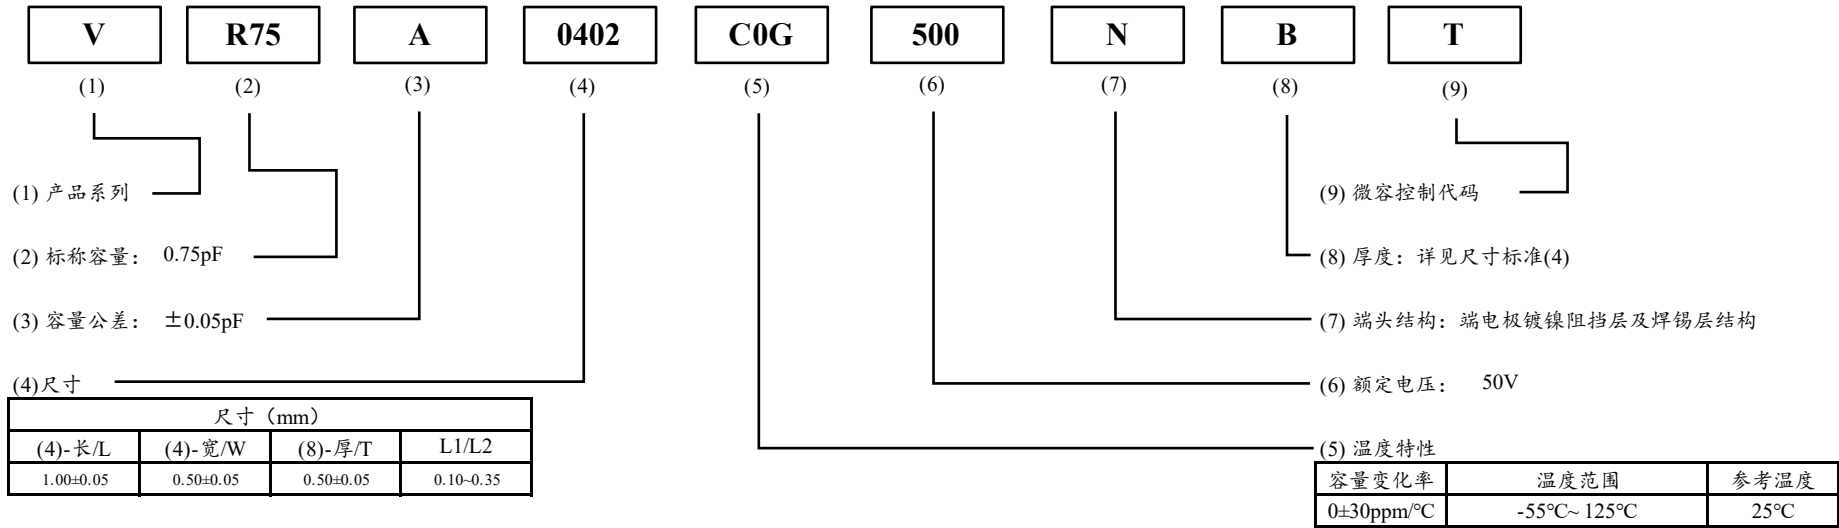 V R75 A 0402 C0G 500 N B T
(1) (2) (3) (4) (5) (6) (7) (8) (9)
(1) 产品系列
(9) 微容控制代码
(2) 标称容量： 0.75pF
(8) 厚度：详见尺寸标准(4)
(3) 容量公差： ±0.05pF
(7) 端头结构：端电极镀镍阻挡层及焊锡层结构
(4)尺寸
(6) 额定电压： 50V
尺寸（mm）
(4)-长/L (4)-宽/W (8)-厚/T L1/L2
1.00±0.05 0.50±0.05 0.50±0.05 0.10~0.35
(5) 温度特性
容量变化率 温度范围 参考温度
0±30ppm/℃ -55℃~ 125℃ 25℃